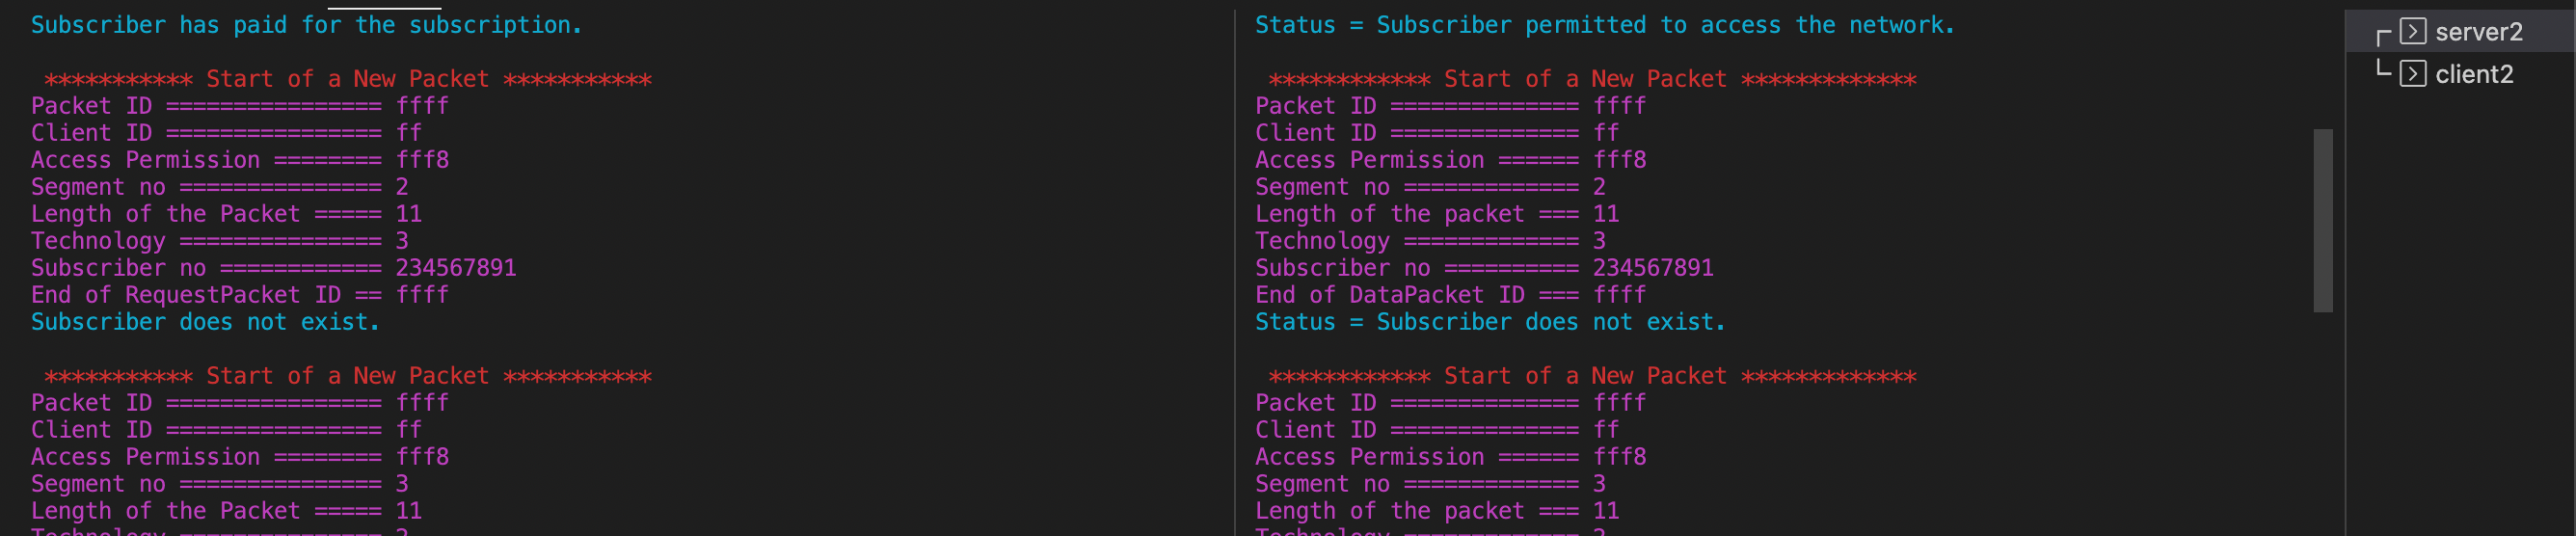 Subscriber has paid for the subscription.
*********** Start of a New Packet ***********
Packet ID ================ ffff
Client ID ================ ff
Access Permission ======== fff8
Segment no =============== 2
Length of the Packet ===== 11
Technology =============== 3
Subscriber no ============ 234567891
End of RequestPacket ID == ffff
Subscriber does not exist.
*********** Start of a New Packet ***********
Packet ID ================ ffff
Client ID ================ ff
Access Permission ======== fff8
Segment no =============== 3
Length of the Packet ===== 11
Technology ===============
Status = Subscriber permitted to access the network.
************ Start of a New Packet *************
Packet ID ============== ffff
Client ID ============== ff
Access Permission ====== fff8
Segment no ============= 2
Length of the packet === 11
Technology ============= 3
Subscriber no ========== 234567891
End of DataPacket ID === ffff
Status = Subscriber does not exist.
************ Start of a New Packet *************
Packet ID ============== ffff
Client ID ============== ff
Access Permission ====== fff8
Segment no ============= 3
Length of the packet === 11
Technology =============
server2
client2